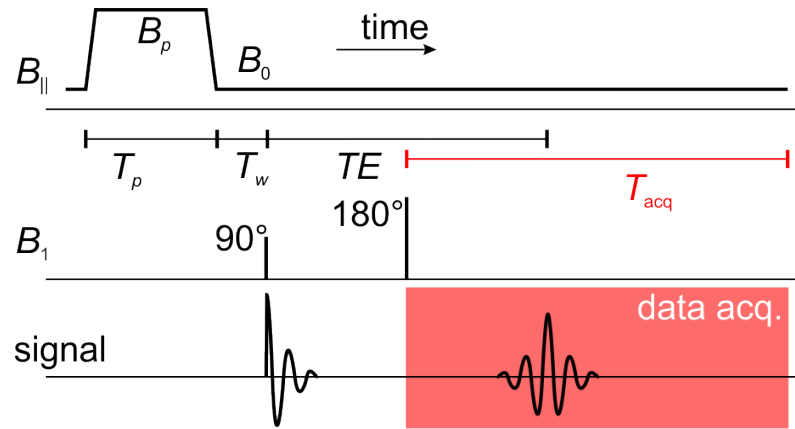 time
B_p
B_0
B_||
T_p
T_w
TE
T_acq
180°
90°
B_1
data acq.
signal